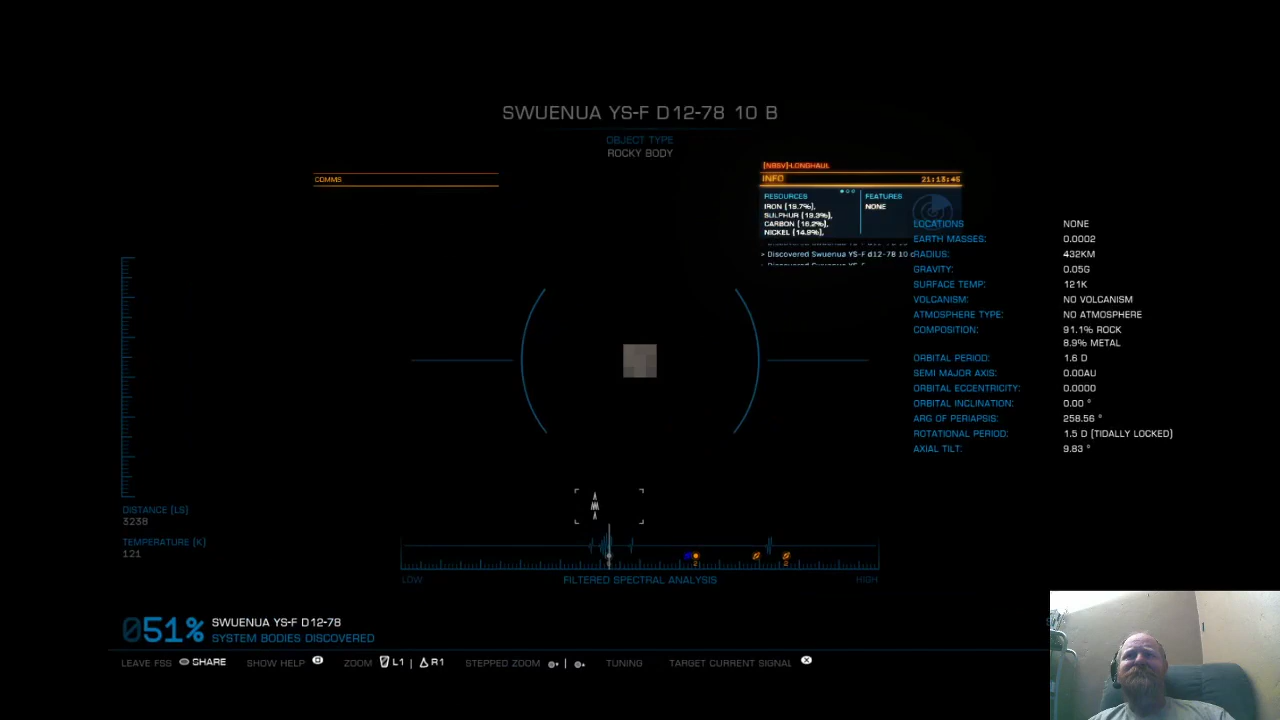 SWUENUA YS-F D12-78 10 B
OBJECT TYPE
ROCKY BODY
COMMS
[NBSV]-LONGHAUL
INFO 21:13:45
RESOURCES
IRON (19.7%),
SULPHUR (19.3%),
CARBON (16.2%),
NICKEL (14.9%),
FEATURES
NONE
> Discovered Swuenua YS-F d12-78 10 c
LOCATIONS NONE
EARTH MASSES: 0.0002
RADIUS: 432KM
GRAVITY: 0.05G
SURFACE TEMP: 121K
VOLCANISM: NO VOLCANISM
ATMOSPHERE TYPE: NO ATMOSPHERE
COMPOSITION: 91.1% ROCK
8.9% METAL
ORBITAL PERIOD: 1.6 D
SEMI MAJOR AXIS: 0.00AU
ORBITAL ECCENTRICITY: 0.0000
ORBITAL INCLINATION: 0.00 °
ARG OF PERIAPSIS: 258.56 °
ROTATIONAL PERIOD: 1.5 D (TIDALLY LOCKED)
AXIAL TILT: 9.83 °
DISTANCE (LS)
3238
TEMPERATURE (K)
121
LOW FILTERED SPECTRAL ANALYSIS HIGH
051% SWUENUA YS-F D12-78
SYSTEM BODIES DISCOVERED
LEAVE FSS SHARE SHOW HELP ZOOM L1 | R1 STEPPED ZOOM | TUNING TARGET CURRENT SIGNAL